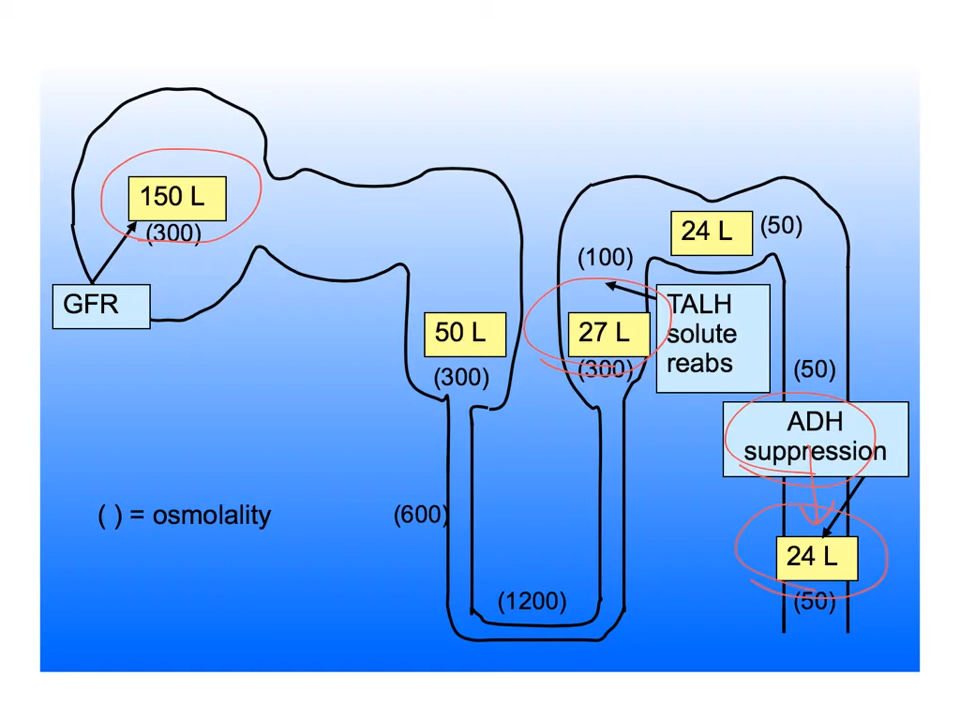 150 L
(300)
GFR
50 L
(300)
(600)
(1200)
( ) = osmolality
(100)
27 L
(300)
TALH
solute
reabs
24 L
(50)
(50)
ADH
suppression
24 L
(50)